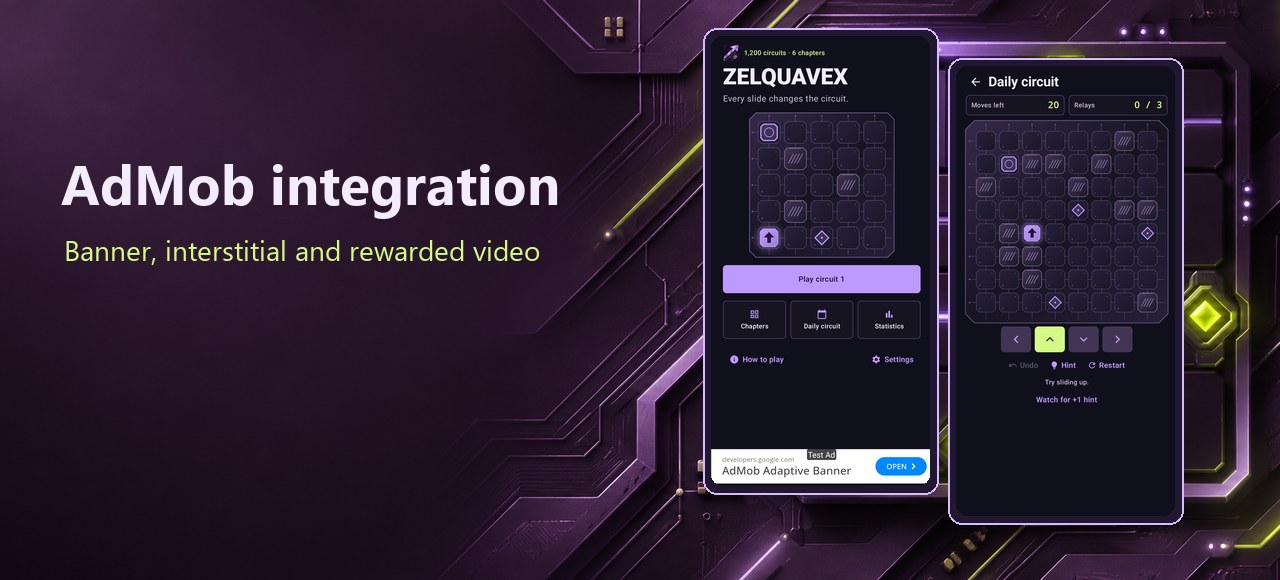 AdMob integration
Banner, interstitial and rewarded video
1,200 circuits · 6 chapters
ZELQUAVEX
Every slide changes the circuit.
Play circuit 1
Chapters
Daily circuit
Statistics
How to play
Settings
Test Ad
developers.google.com
AdMob Adaptive Banner
OPEN
Daily circuit
Moves left 20
Relays 0 / 3
Undo
Hint
Restart
Try sliding up.
Watch for +1 hint